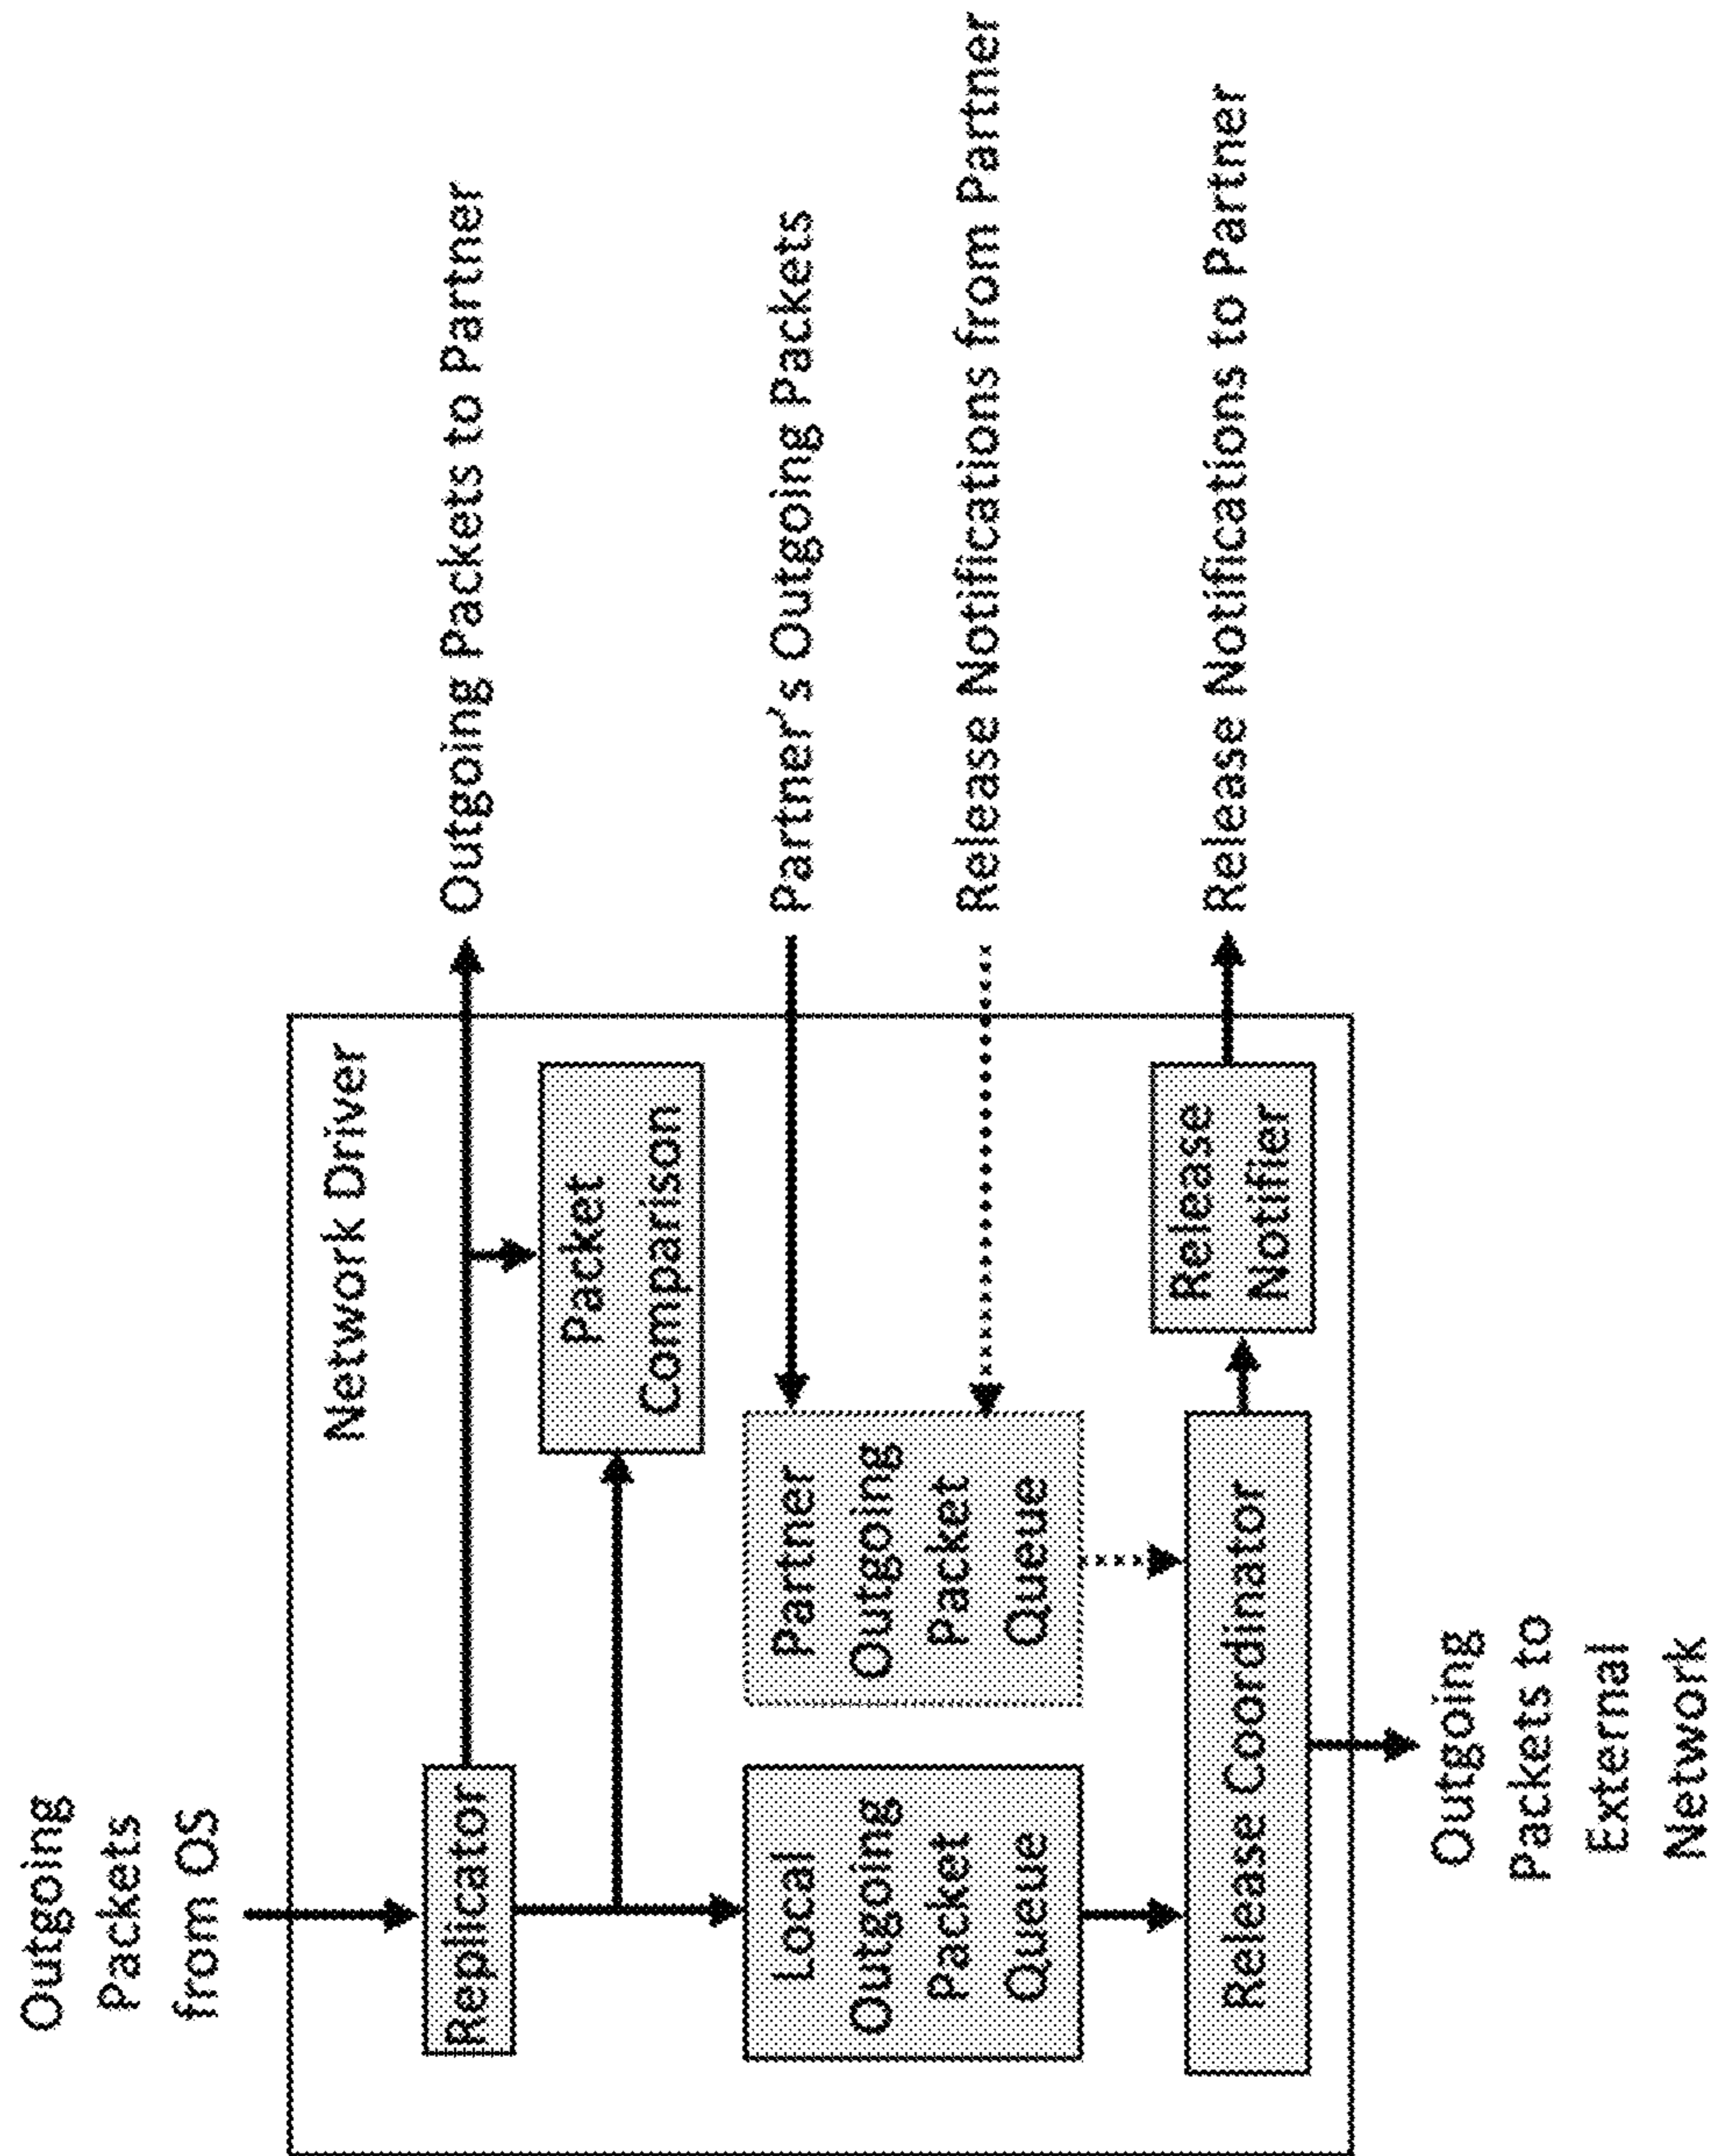 Outgoing
Packets
from OS
Network Driver
Replicator
Outgoing Packets to Partner
Packet
Comparison
Local
Outgoing
Packet
Queue
Partner
Outgoing
Packet
Queue
Partner's Outgoing Packets
Release Notifications from Partner
Release Coordinator
Release
Notifier
Release Notifications to Partner
Outgoing
Packets to
External
Network